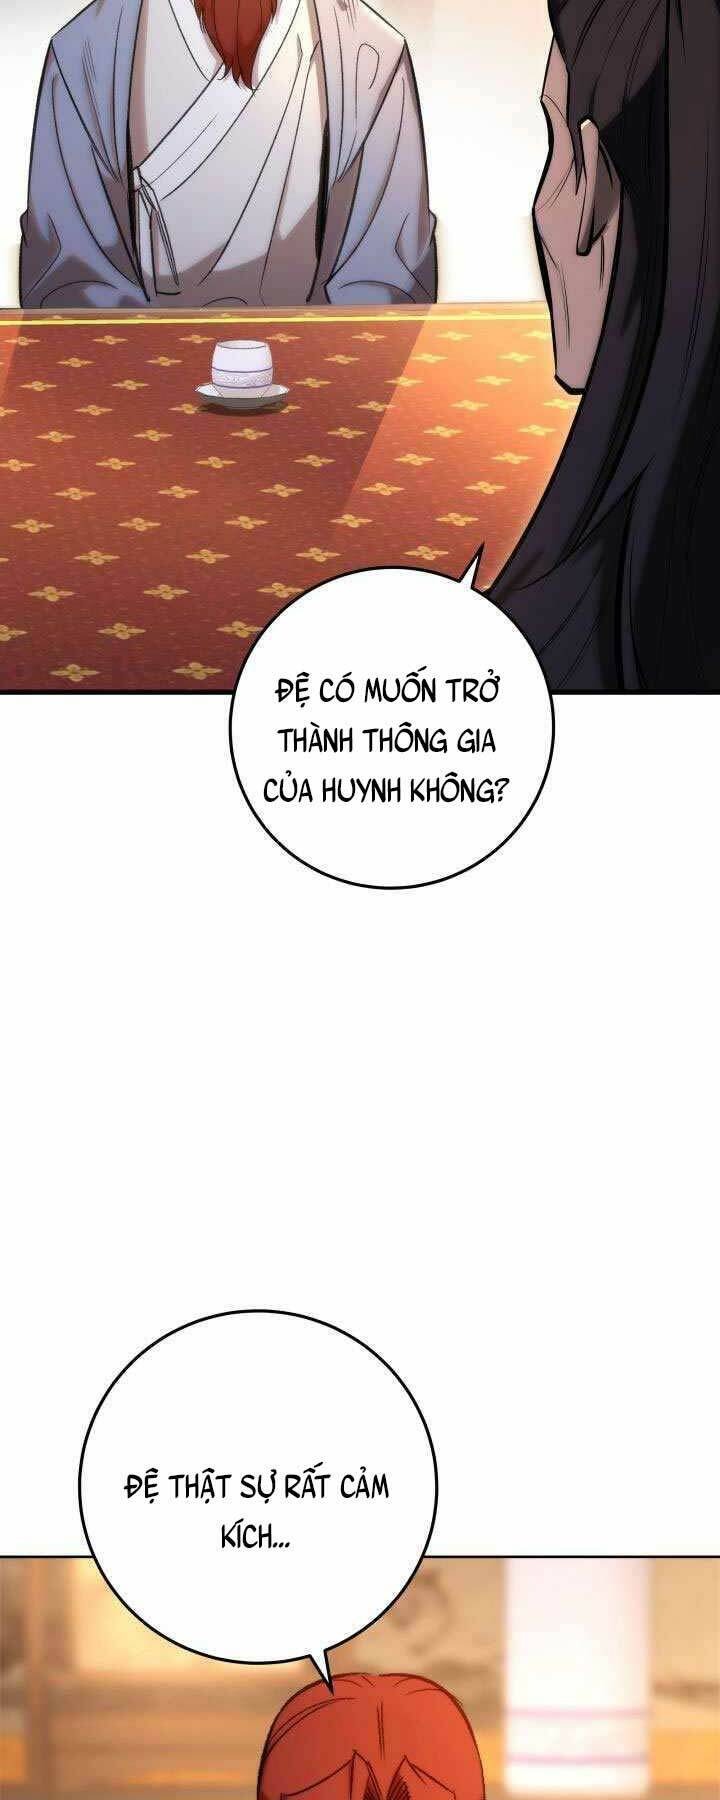 ĐỆ CÓ MUỐN TRỞ
THÀNH THÔNG GIA
CỦA HUYNH KHÔNG?
ĐỆ THẬT SỰ RẤT CẢM
KÍCH...